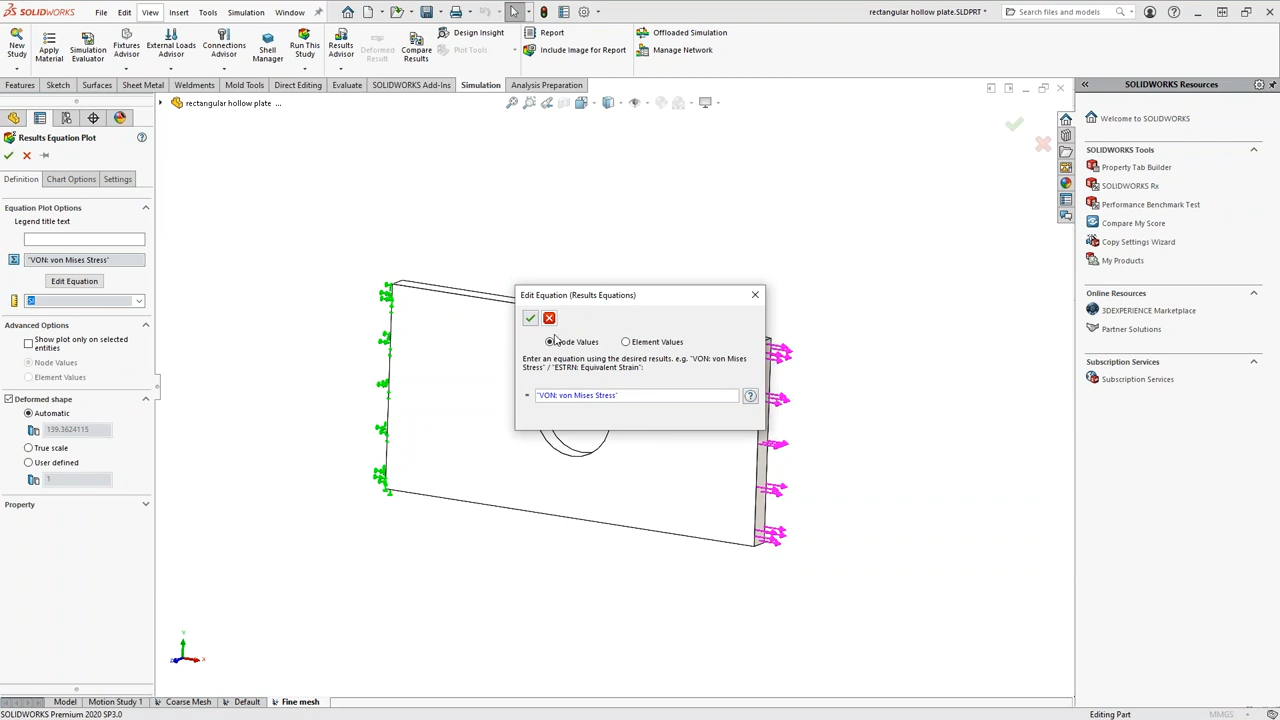 SOLIDWORKS File Edit View Insert Tools Simulation Window rectangular hollow plate.SLDPRT * Search files and models
New Study
Apply Material
Simulation Evaluator
Fixtures Advisor
External Loads Advisor
Connections Advisor
Shell Manager
Run This Study
Results Advisor
Deformed Result
Compare Results
Design Insight
Plot Tools
Report
Include Image for Report
Offloaded Simulation
Manage Network
Features Sketch Surfaces Sheet Metal Weldments Mold Tools Direct Editing Evaluate SOLIDWORKS Add-Ins Simulation Analysis Preparation
rectangular hollow plate ...
Results Equation Plot
Definition Chart Options Settings
Equation Plot Options
Legend title text
"VON: von Mises Stress"
Edit Equation
SI
Advanced Options
Show plot only on selected entities
Node Values
Element Values
Deformed shape
Automatic
139.3624115
True scale
User defined
1
Property
Edit Equation (Results Equations)
Node Values Element Values
Enter an equation using the desired results. e.g. "VON: von Mises
Stress" / "ESTRN: Equivalent Strain":
= "VON: von Mises Stress"
Y
X
Z
SOLIDWORKS Resources
Welcome to SOLIDWORKS
SOLIDWORKS Tools
Property Tab Builder
SOLIDWORKS Rx
Performance Benchmark Test
Compare My Score
Copy Settings Wizard
My Products
Online Resources
3DEXPERIENCE Marketplace
Partner Solutions
Subscription Services
Subscription Services
Model Motion Study 1 Coarse Mesh Default Fine mesh
SOLIDWORKS Premium 2020 SP3.0 Editing Part MMGS